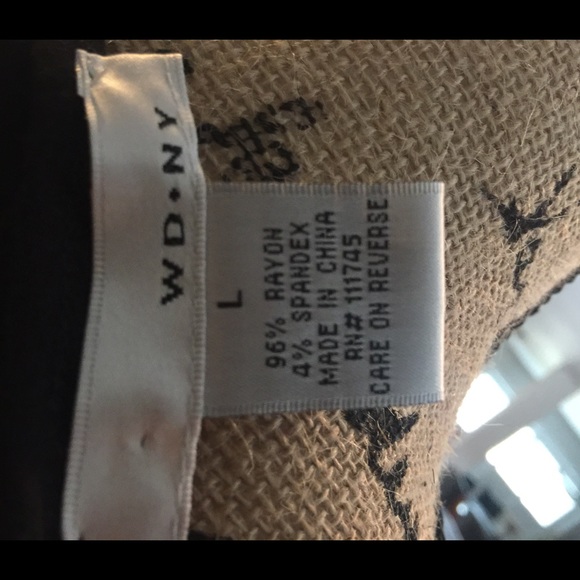 WD•NY
L
96% RAYON
4% SPANDEX
MADE IN CHINA
RN# 111745
CARE ON REVERSE